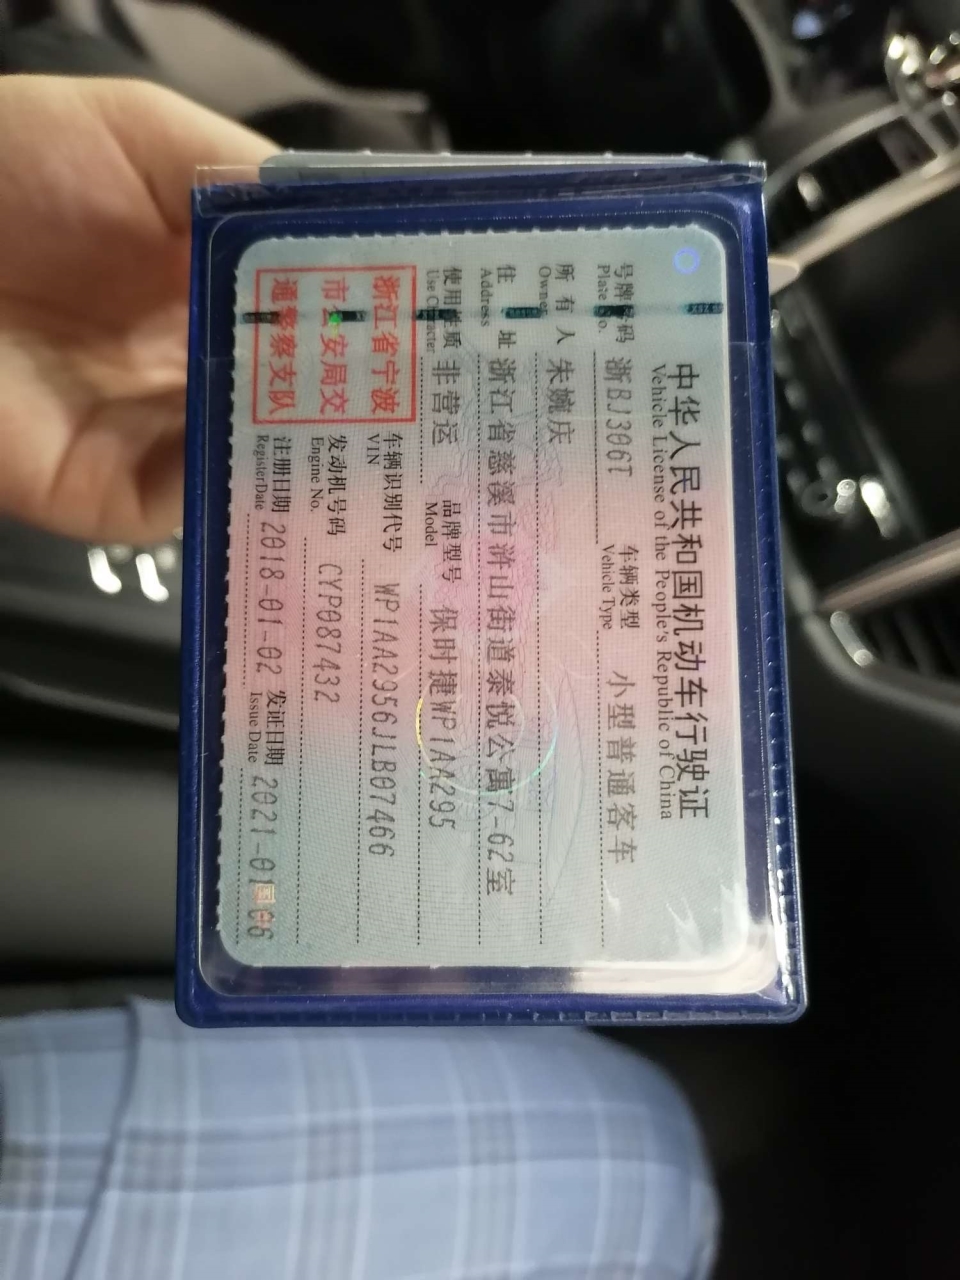 中华人民共和国机动车行驶证
Vehicle License of the People's Republic of China
号牌号码 浙BJ306T 车辆类型 小型普通客车
Plate No. Vehicle Type
所有人 朱婉庆
Owner
住址 浙江省慈溪市浒山街道泰悦公寓7-62室
Address
使用性质 非营运 品牌型号 保时捷WP1AA295
Use Character Model
浙江省宁波
市公安局交
通警察支队
车辆识别代号 WP1AA2956JLB07466
VIN
发动机号码 CYP087432
Engine No.
注册日期 2018-01-02 发证日期 2021-01-06
Register Date Issue Date